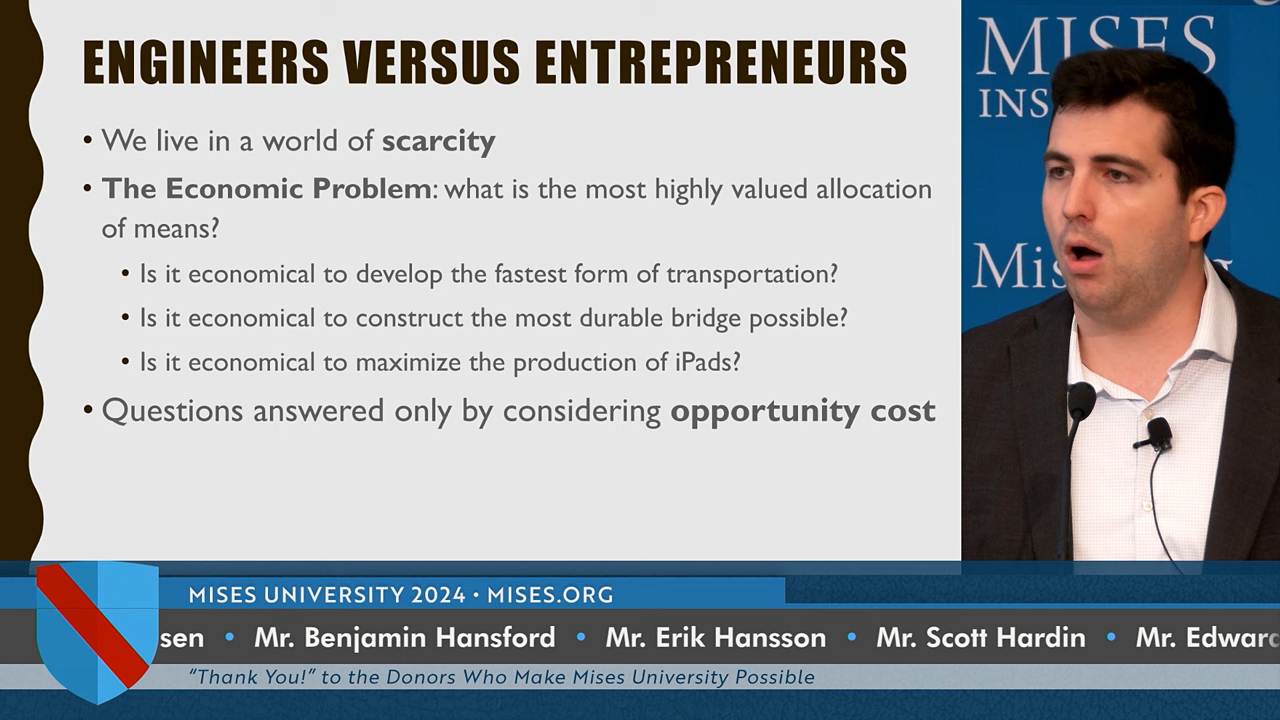 ENGINEERS VERSUS ENTREPRENEURS
• We live in a world of scarcity
• The Economic Problem: what is the most highly valued allocation
of means?
• Is it economical to develop the fastest form of transportation?
• Is it economical to construct the most durable bridge possible?
• Is it economical to maximize the production of iPads?
• Questions answered only by considering opportunity cost
MISES
INS
Mis
MISES UNIVERSITY 2024 • MISES.ORG
sen • Mr. Benjamin Hansford • Mr. Erik Hansson • Mr. Scott Hardin • Mr. Edward
“Thank You!” to the Donors Who Make Mises University Possible